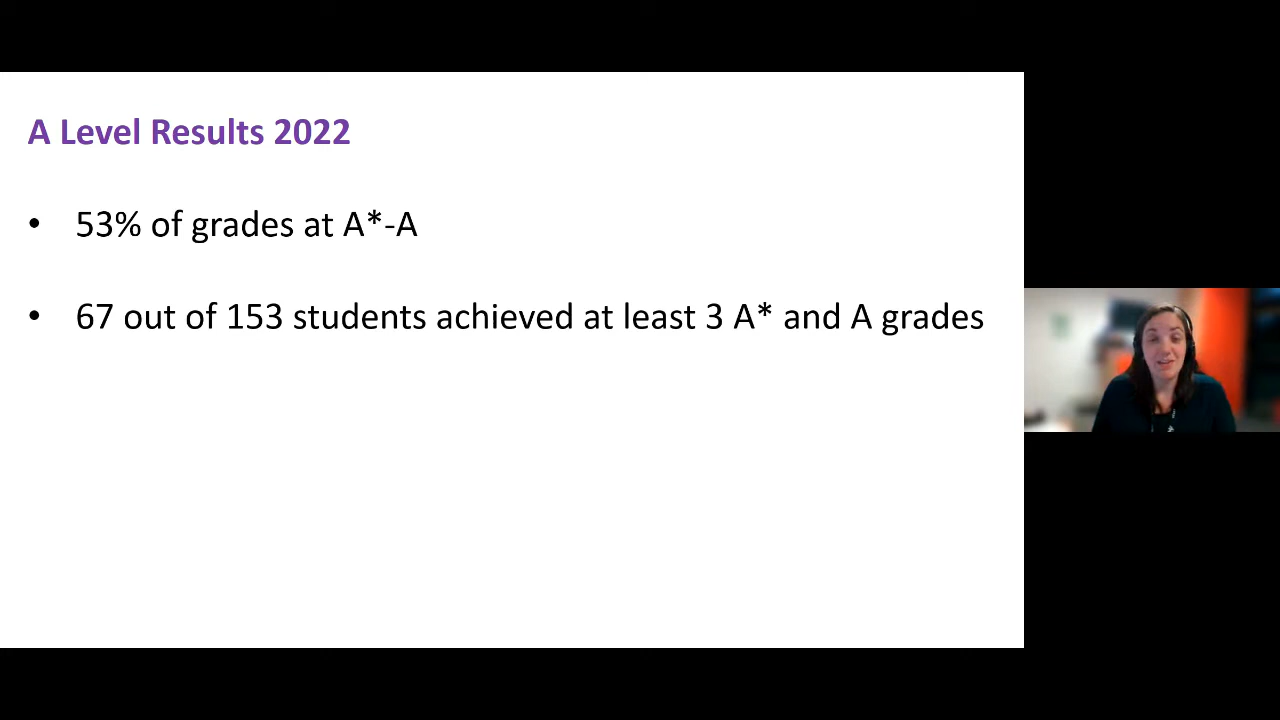 A Level Results 2022
• 53% of grades at A*-A
• 67 out of 153 students achieved at least 3 A* and A grades